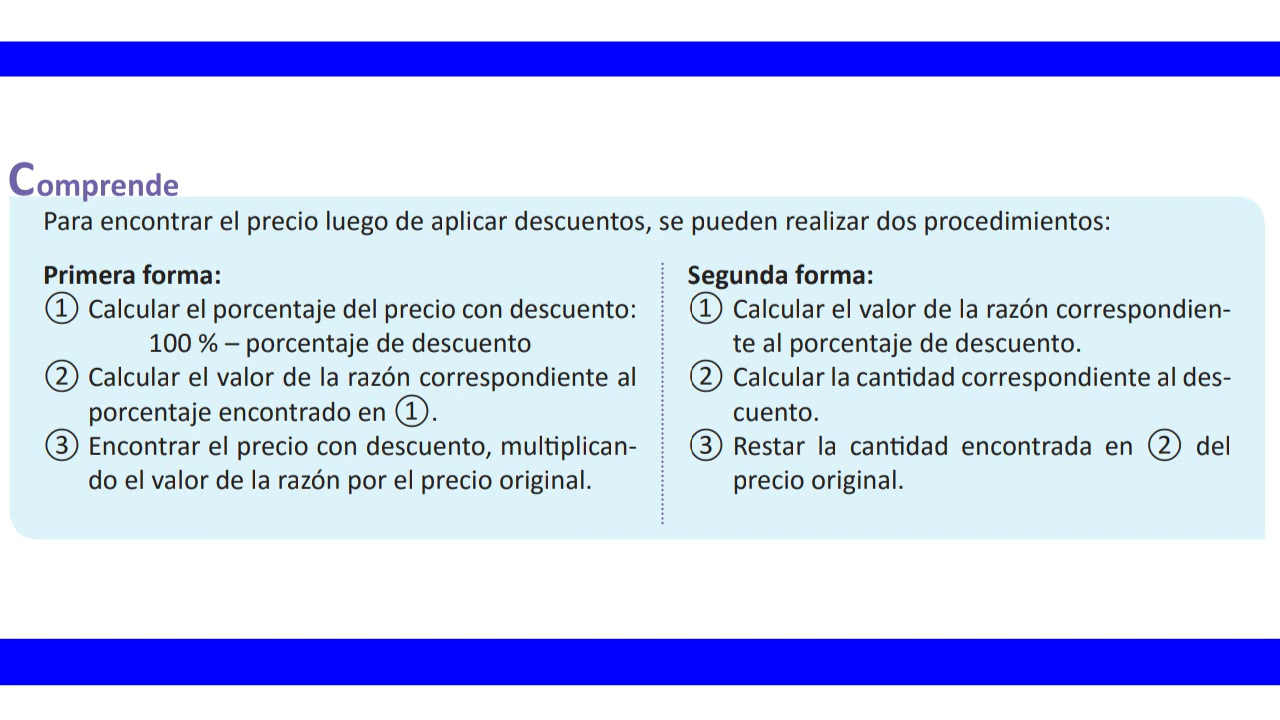 Comprende
Para encontrar el precio luego de aplicar descuentos, se pueden realizar dos procedimientos:
Primera forma:
① Calcular el porcentaje del precio con descuento:
100 % – porcentaje de descuento
② Calcular el valor de la razón correspondiente al
porcentaje encontrado en ①.
③ Encontrar el precio con descuento, multiplican-
do el valor de la razón por el precio original.
Segunda forma:
① Calcular el valor de la razón correspondien-
te al porcentaje de descuento.
② Calcular la cantidad correspondiente al des-
cuento.
③ Restar la cantidad encontrada en ② del
precio original.